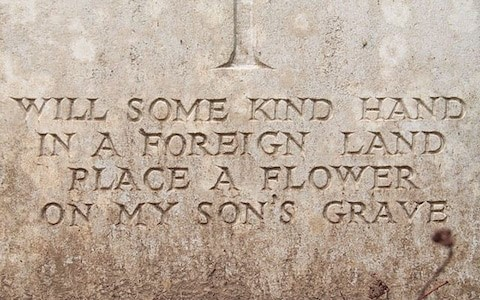 WILL SOME KIND HAND
IN A FOREIGN LAND
PLACE A FLOWER
ON MY SON'S GRAVE